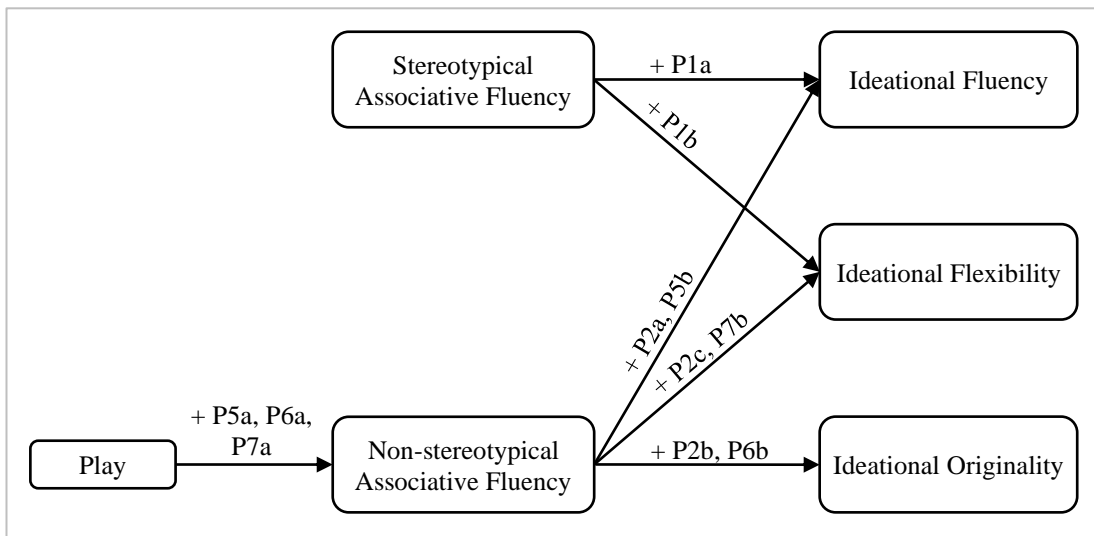 Stereotypical
Associative Fluency
+ P1a
Ideational Fluency
+ P1b
Ideational Flexibility
+ P2a, P5b
+ P2c, P7b
+ P5a, P6a,
P7a
Play
Non-stereotypical
Associative Fluency
+ P2b, P6b
Ideational Originality